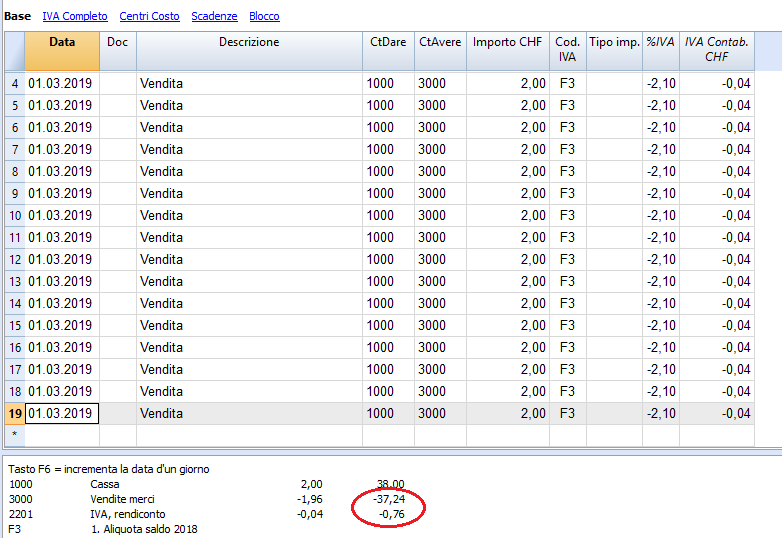 Base IVA Completo Centri Costo Scadenze Blocco
Data Doc Descrizione CtDare CtAvere Importo CHF Cod. IVA Tipo imp. %IVA IVA Contab. CHF
4 01.03.2019 Vendita 1000 3000 2,00 F3 -2,10 -0,04
5 01.03.2019 Vendita 1000 3000 2,00 F3 -2,10 -0,04
6 01.03.2019 Vendita 1000 3000 2,00 F3 -2,10 -0,04
7 01.03.2019 Vendita 1000 3000 2,00 F3 -2,10 -0,04
8 01.03.2019 Vendita 1000 3000 2,00 F3 -2,10 -0,04
9 01.03.2019 Vendita 1000 3000 2,00 F3 -2,10 -0,04
10 01.03.2019 Vendita 1000 3000 2,00 F3 -2,10 -0,04
11 01.03.2019 Vendita 1000 3000 2,00 F3 -2,10 -0,04
12 01.03.2019 Vendita 1000 3000 2,00 F3 -2,10 -0,04
13 01.03.2019 Vendita 1000 3000 2,00 F3 -2,10 -0,04
14 01.03.2019 Vendita 1000 3000 2,00 F3 -2,10 -0,04
15 01.03.2019 Vendita 1000 3000 2,00 F3 -2,10 -0,04
16 01.03.2019 Vendita 1000 3000 2,00 F3 -2,10 -0,04
17 01.03.2019 Vendita 1000 3000 2,00 F3 -2,10 -0,04
18 01.03.2019 Vendita 1000 3000 2,00 F3 -2,10 -0,04
19 01.03.2019 Vendita 1000 3000 2,00 F3 -2,10 -0,04
*
Tasto F6 = incrementa la data d'un giorno
1000 Cassa 2,00 38,00
3000 Vendite merci -1,96 -37,24
2201 IVA, rendiconto -0,04 -0,76
F3 1. Aliquota saldo 2018